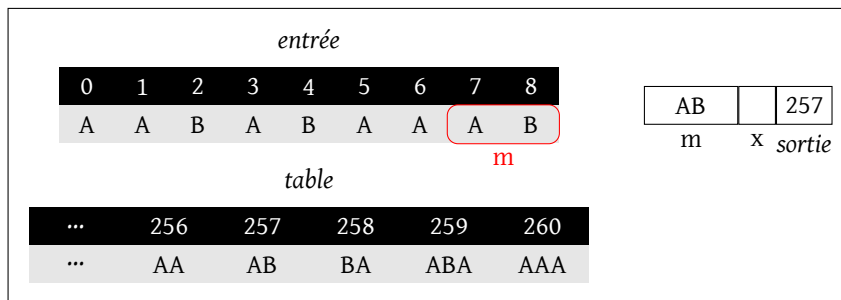 entrée
0 1 2 3 4 5 6 7 8
A A B A B A A A B
m
AB 257
m x sortie
table
... 256 257 258 259 260
... AA AB BA ABA AAA